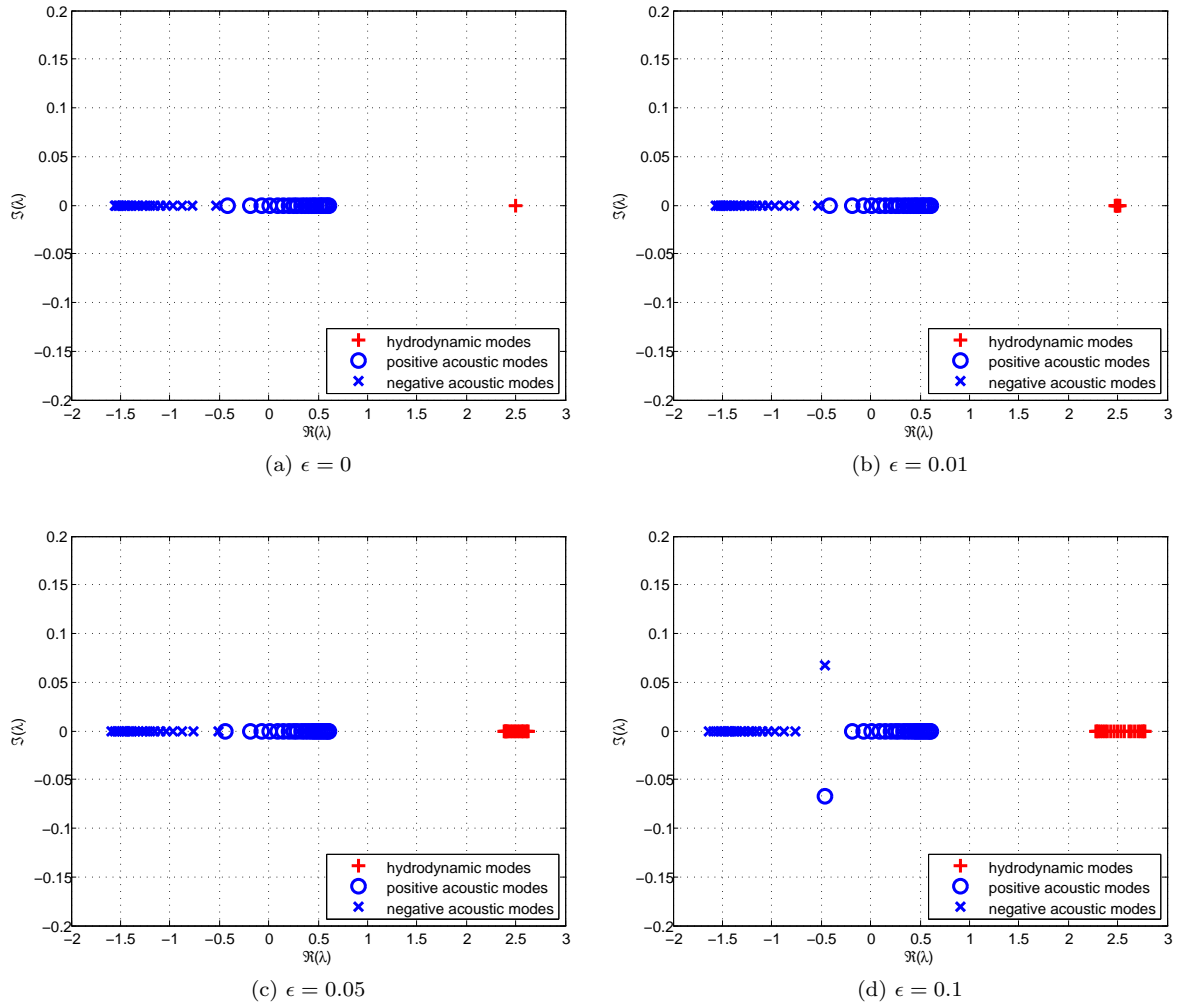 0.2
0.15
0.1
0.05
0
−0.05
−0.1
−0.15
−0.2
ℑ(λ)
−2 −1.5 −1 −0.5 0 0.5 1 1.5 2 2.5 3
ℜ(λ)
hydrodynamic modes
positive acoustic modes
negative acoustic modes
(a) ϵ = 0
0.2
0.15
0.1
0.05
0
−0.05
−0.1
−0.15
−0.2
ℑ(λ)
−2 −1.5 −1 −0.5 0 0.5 1 1.5 2 2.5 3
ℜ(λ)
hydrodynamic modes
positive acoustic modes
negative acoustic modes
(b) ϵ = 0.01
0.2
0.15
0.1
0.05
0
−0.05
−0.1
−0.15
−0.2
ℑ(λ)
−2 −1.5 −1 −0.5 0 0.5 1 1.5 2 2.5 3
ℜ(λ)
hydrodynamic modes
positive acoustic modes
negative acoustic modes
(c) ϵ = 0.05
0.2
0.15
0.1
0.05
0
−0.05
−0.1
−0.15
−0.2
ℑ(λ)
−2 −1.5 −1 −0.5 0 0.5 1 1.5 2 2.5 3
ℜ(λ)
hydrodynamic modes
positive acoustic modes
negative acoustic modes
(d) ϵ = 0.1